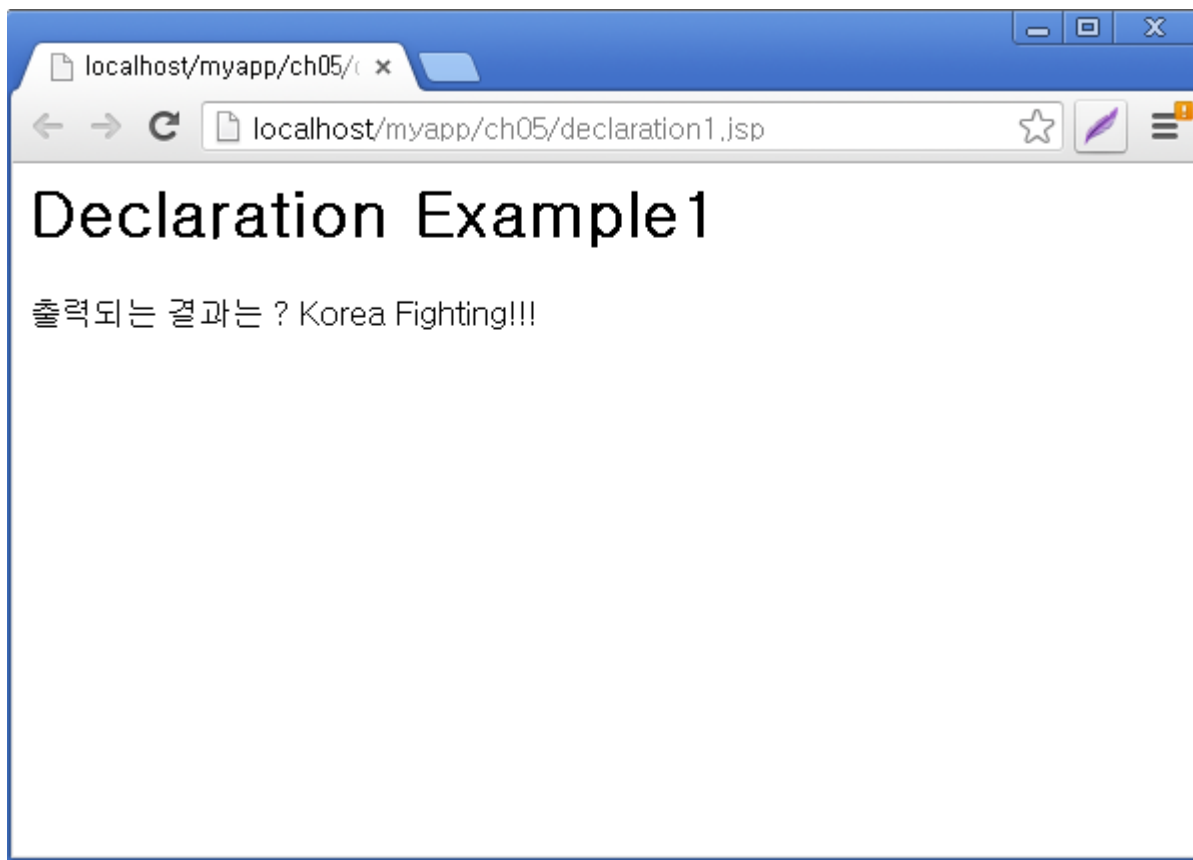 localhost/myapp/ch05/
localhost/myapp/ch05/declaration1.jsp
Declaration Example1
출력되는 결과는 ? Korea Fighting!!!